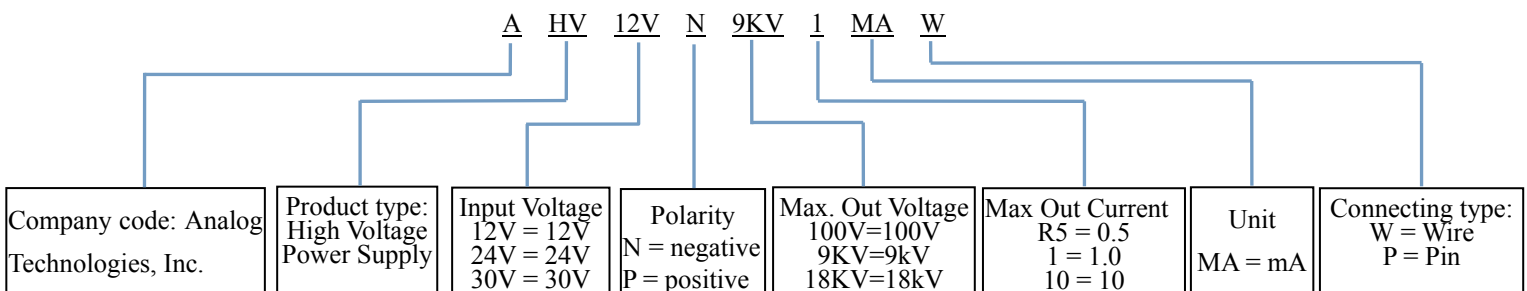 A HV 12V N 9KV 1 MA W
Company code: Analog
Technologies, Inc.
Product type:
High Voltage
Power Supply
Input Voltage
12V = 12V
24V = 24V
30V = 30V
Polarity
N = negative
P = positive
Max. Out Voltage
100V=100V
9KV=9kV
18KV=18kV
Max Out Current
R5 = 0.5
1 = 1.0
10 = 10
Unit
MA = mA
Connecting type:
W = Wire
P = Pin